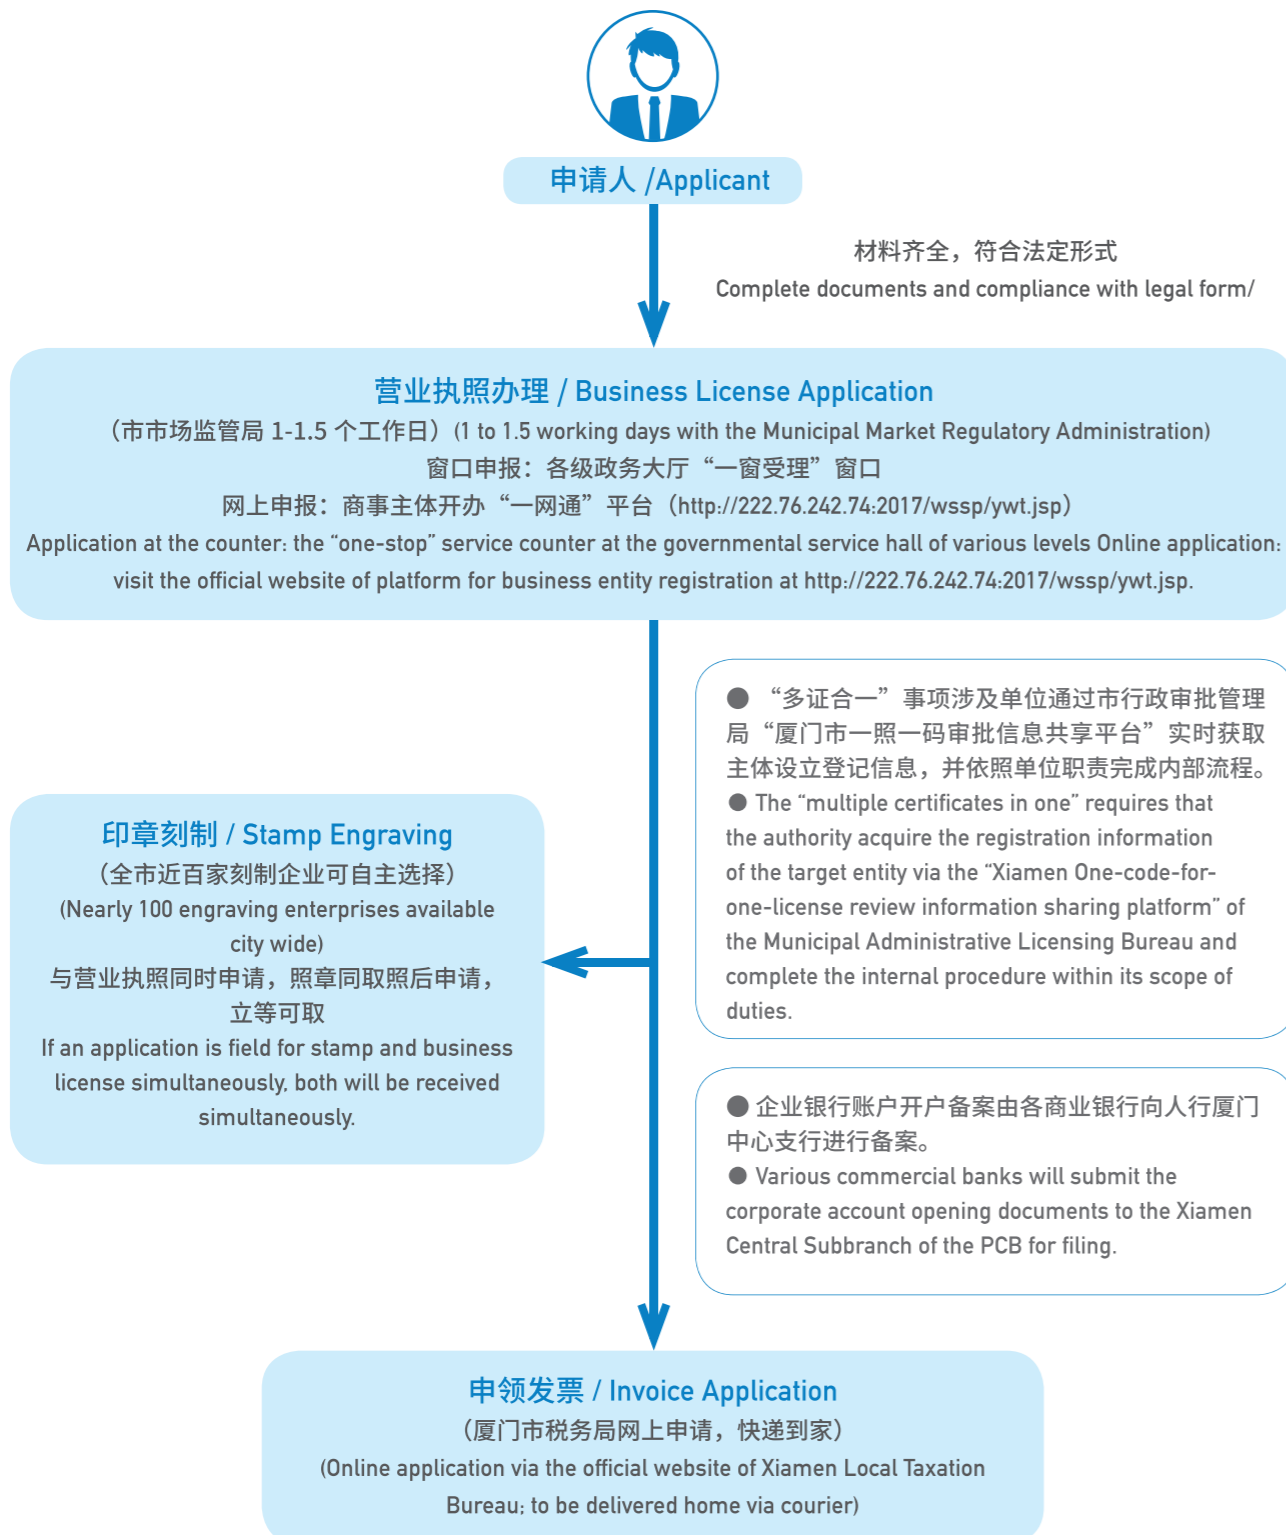 申请人 /Applicant
材料齐全，符合法定形式
Complete documents and compliance with legal form/
营业执照办理 / Business License Application
（市市场监管局 1-1.5 个工作日）(1 to 1.5 working days with the Municipal Market Regulatory Administration)
窗口申报：各级政务大厅“一窗受理”窗口
网上申报：商事主体开办“一网通”平台（http://222.76.242.74:2017/wssp/ywt.jsp）
Application at the counter: the “one-stop” service counter at the governmental service hall of various levels Online application:
visit the official website of platform for business entity registration at http://222.76.242.74:2017/wssp/ywt.jsp.
● “多证合一”事项涉及单位通过市行政审批管理
局“厦门市一照一码审批信息共享平台”实时获取
主体设立登记信息，并依照单位职责完成内部流程。
● The “multiple certificates in one” requires that
the authority acquire the registration information
of the target entity via the “Xiamen One-code-for-
one-license review information sharing platform” of
the Municipal Administrative Licensing Bureau and
complete the internal procedure within its scope of
duties.
印章刻制 / Stamp Engraving
（全市近百家刻制企业可自主选择）
(Nearly 100 engraving enterprises available
city wide)
与营业执照同时申请，照章同取照后申请，
立等可取
If an application is field for stamp and business
license simultaneously, both will be received
simultaneously.
● 企业银行账户开户备案由各商业银行向人行厦门
中心支行进行备案。
● Various commercial banks will submit the
corporate account opening documents to the Xiamen
Central Subbranch of the PCB for filing.
申领发票 / Invoice Application
（厦门市税务局网上申请，快递到家）
(Online application via the official website of Xiamen Local Taxation
Bureau; to be delivered home via courier)